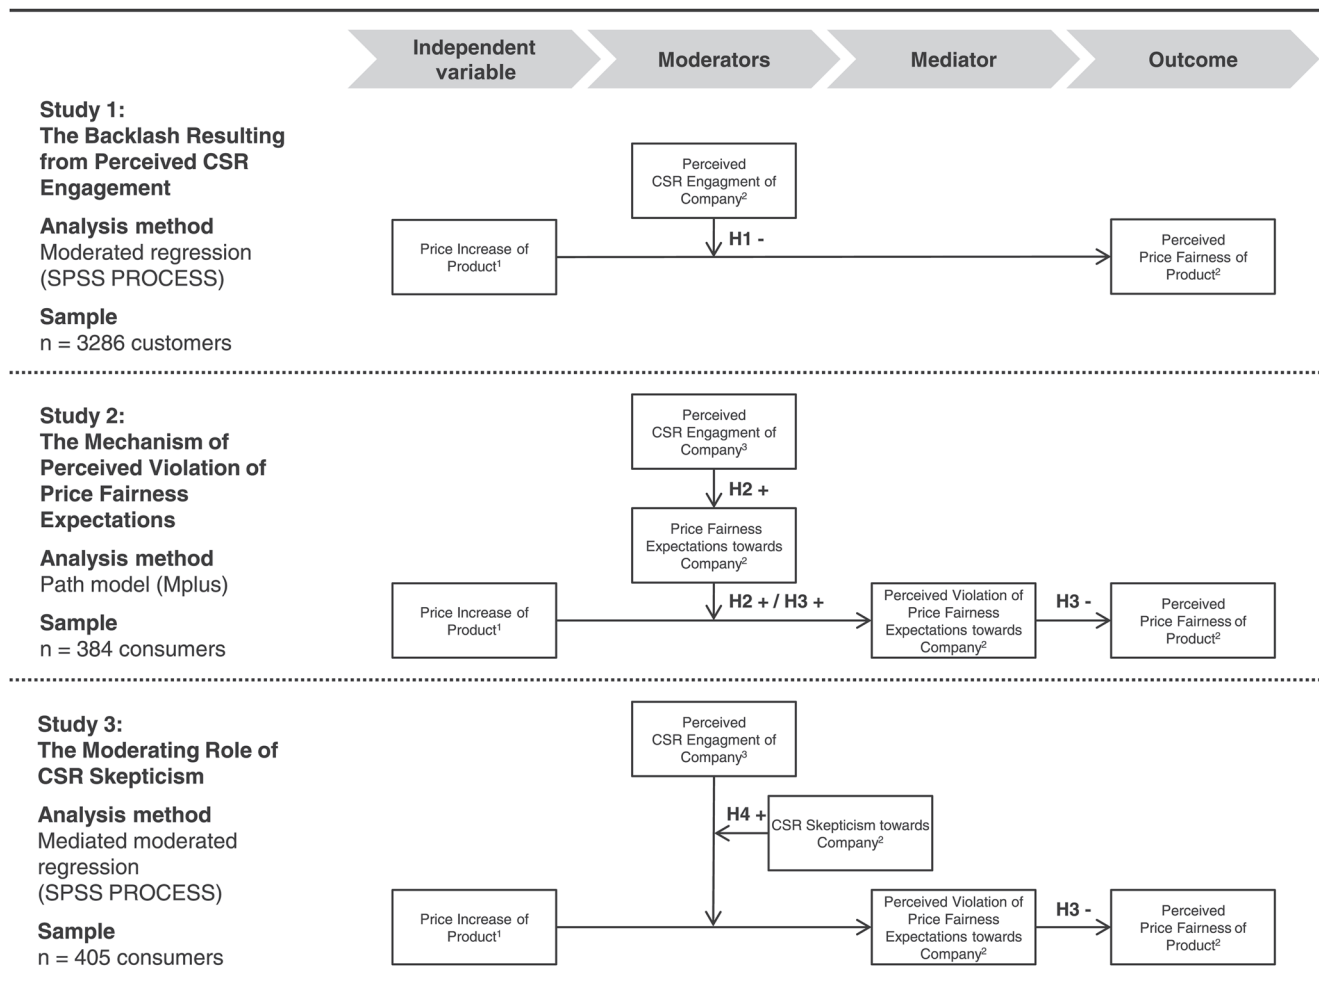 Independent
variable
Moderators
Mediator
Outcome
Study 1:
The Backlash Resulting
from Perceived CSR
Engagement
Analysis method
Moderated regression
(SPSS PROCESS)
Sample
n = 3286 customers
Perceived
CSR Engagment of
Company²
H1 -
Price Increase of
Product¹
Perceived
Price Fairness of
Product²
Study 2:
The Mechanism of
Perceived Violation of
Price Fairness
Expectations
Analysis method
Path model (Mplus)
Sample
n = 384 consumers
Perceived
CSR Engagment of
Company³
H2 +
Price Fairness
Expectations towards
Company²
H2 + / H3 +
Price Increase of
Product¹
Perceived Violation of
Price Fairness
Expectations towards
Company²
H3 -
Perceived
Price Fairness of
Product²
Study 3:
The Moderating Role of
CSR Skepticism
Analysis method
Mediated moderated
regression
(SPSS PROCESS)
Sample
n = 405 consumers
Perceived
CSR Engagment of
Company³
H4 +
CSR Skepticism towards
Company²
Price Increase of
Product¹
Perceived Violation of
Price Fairness
Expectations towards
Company²
H3 -
Perceived
Price Fairness of
Product²